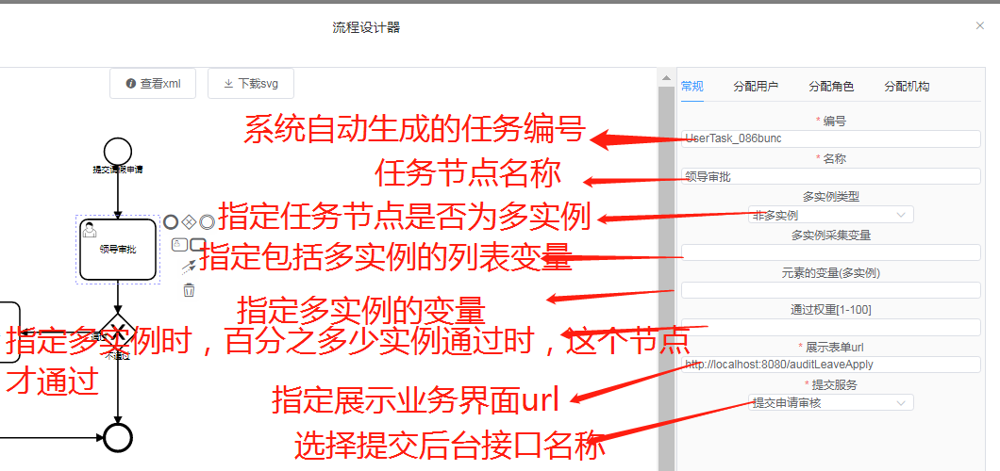 流程设计器
查看xml
下载svg
常规 分配用户 分配角色 分配机构
* 编号
系统自动生成的任务编号
UserTask_086bunc
* 名称
提交请假申请
任务节点名称
领导审批
多实例类型
指定任务节点是否为多实例
非多实例
多实例采集变量
领导审批
指定包括多实例的列表变量
元素的变量(多实例)
指定多实例的变量
通过权重[1-100]
通过
指定多实例时，百分之多少实例通过时，这个节点
才通过
不通过
* 展示表单url
http://localhost:8080/auditLeaveApply
* 提交服务
指定展示业务界面url
提交申请审核
选择提交后台接口名称